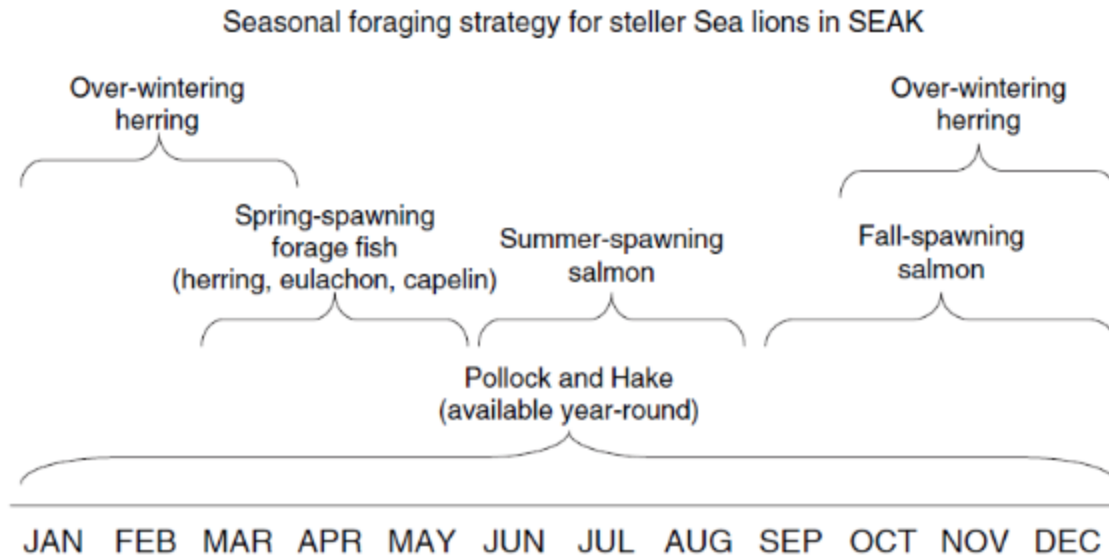 Seasonal foraging strategy for steller Sea lions in SEAK
Over-wintering
herring
Over-wintering
herring
Spring-spawning
forage fish
(herring, eulachon, capelin)
Summer-spawning
salmon
Fall-spawning
salmon
Pollock and Hake
(available year-round)
JAN FEB MAR APR MAY JUN JUL AUG SEP OCT NOV DEC